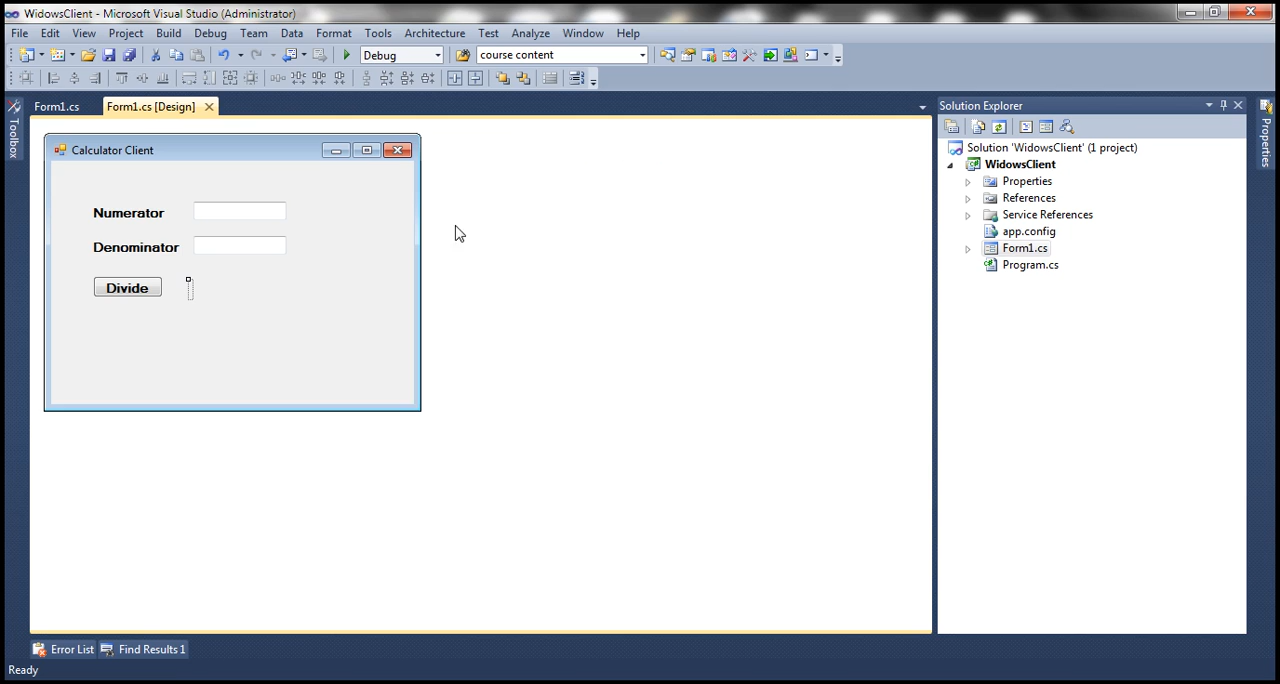 WidowsClient - Microsoft Visual Studio (Administrator)
File Edit View Project Build Debug Team Data Format Tools Architecture Test Analyze Window Help
Debug course content
Toolbox
Form1.cs Form1.cs [Design]
Calculator Client
Numerator
Denominator
Divide
Solution Explorer
Solution 'WidowsClient' (1 project)
WidowsClient
Properties
References
Service References
app.config
Form1.cs
Program.cs
Properties
Error List Find Results 1
Ready